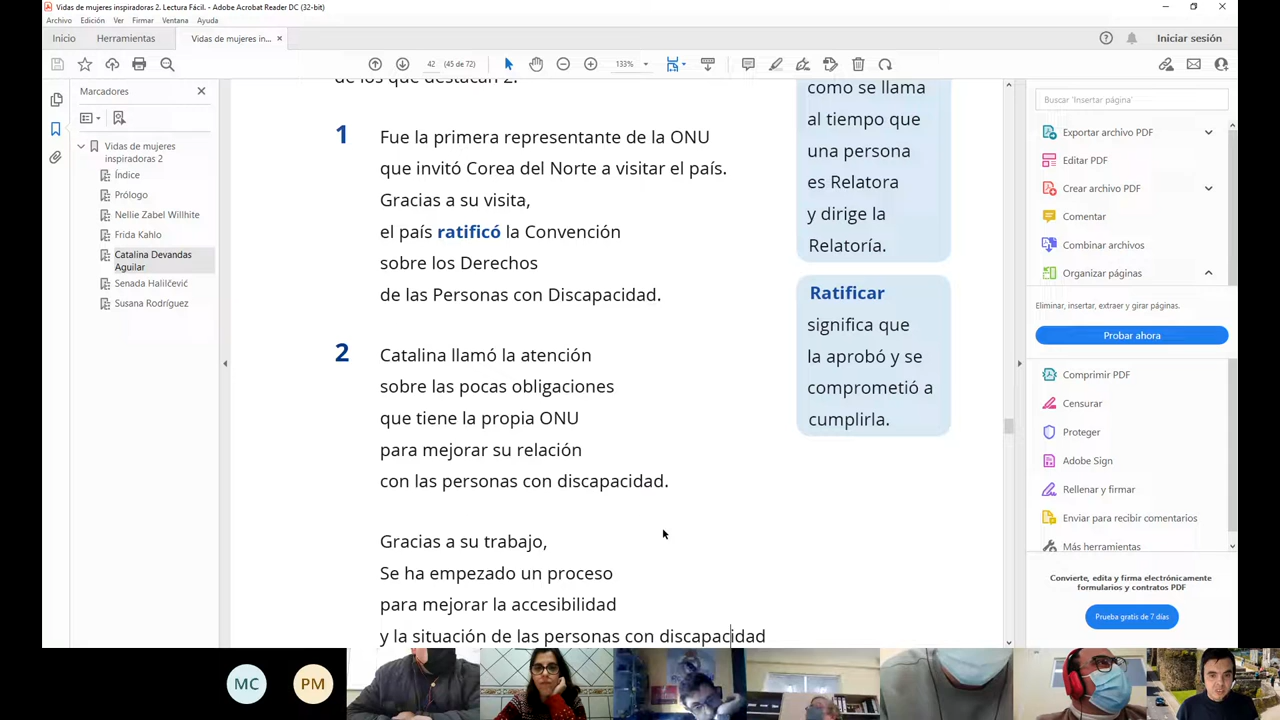 Vidas de mujeres inspiradoras 2. Lectura Fácil. - Adobe Acrobat Reader DC (32-bit)
Archivo Edición Ver Firmar Ventana Ayuda
Inicio Herramientas Vidas de mujeres in... ×
Iniciar sesión
42 (45 de 72) 133%
Marcadores
Vidas de mujeres
inspiradoras 2
Índice
Prólogo
Nellie Zabel Willhite
Frida Kahlo
Catalina Devandas
Aguilar
Senada Halilčević
Susana Rodríguez
de los que destacan 2.
1 Fue la primera representante de la ONU
que invitó Corea del Norte a visitar el país.
Gracias a su visita,
el país ratificó la Convención
sobre los Derechos
de las Personas con Discapacidad.
2 Catalina llamó la atención
sobre las pocas obligaciones
que tiene la propia ONU
para mejorar su relación
con las personas con discapacidad.
Gracias a su trabajo,
Se ha empezado un proceso
para mejorar la accesibilidad
y la situación de las personas con discapacidad
como se llama
al tiempo que
una persona
es Relatora
y dirige la
Relatoría.
Ratificar
significa que
la aprobó y se
comprometió a
cumplirla.
Buscar 'Insertar página'
Exportar archivo PDF
Editar PDF
Crear archivo PDF
Comentar
Combinar archivos
Organizar páginas
Eliminar, insertar, extraer y girar páginas.
Probar ahora
Comprimir PDF
Censurar
Proteger
Adobe Sign
Rellenar y firmar
Enviar para recibir comentarios
Más herramientas
Convierte, edita y firma electrónicamente
formularios y contratos PDF
Prueba gratis de 7 días
MC
PM